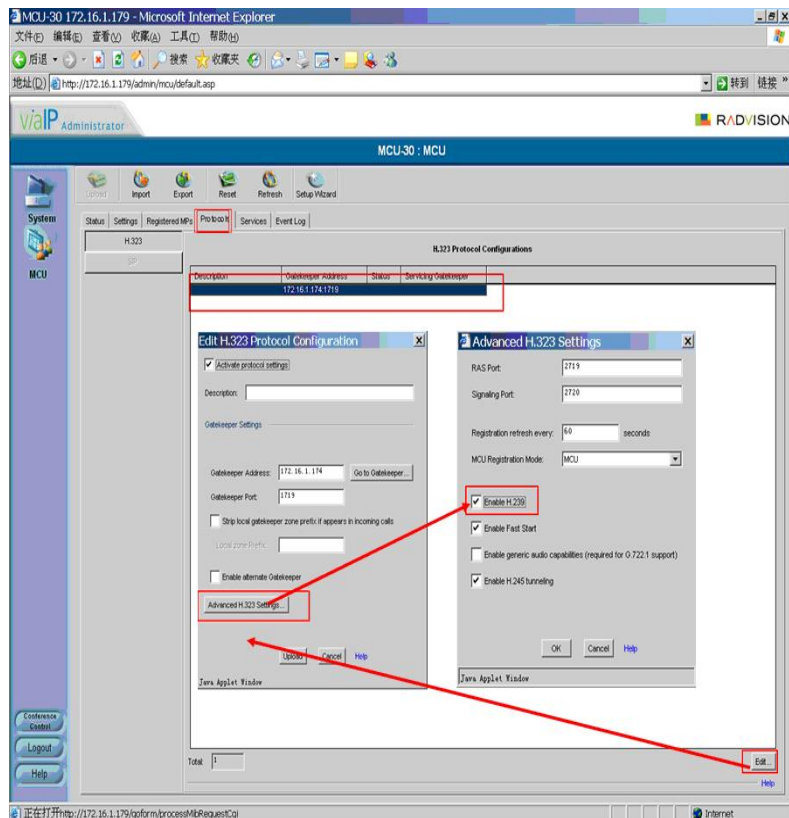 MCU-30 172.16.1.179 - Microsoft Internet Explorer
文件(F) 编辑(E) 查看(V) 收藏(A) 工具(T) 帮助(H)
后退 搜索 收藏夹
地址(D) http://172.16.1.179/admin/mcu/default.asp 转到 链接 »
viaIP Administrator RADVISION
MCU-30 : MCU
Upload Import Export Reset Refresh Setup Wizard
System
Status Settings Registered MPs Protocols Services Event Log
H.323
SIP
MCU
H.323 Protocol Configurations
Description Gatekeeper Address Status Servicing Gatekeeper
172.16.1.174:1719
Edit H.323 Protocol Configuration
Activate protocol settings
Description:
Gatekeeper Settings
Gatekeeper Address: 172.16.1.174 Go to Gatekeeper...
Gatekeeper Port: 1719
Strip local gatekeeper zone prefix if appears in incoming calls
Local zone Prefix:
Enable alternate Gatekeeper
Advanced H.323 Settings...
Upload Cancel Help
Java Applet Window
Advanced H.323 Settings
RAS Port: 2719
Signaling Port: 2720
Registration refresh every: 60 seconds
MCU Registration Mode: MCU
Enable H.239
Enable Fast Start
Enable generic audio capabilities (required for G.722.1 support)
Enable H.245 tunneling
OK Cancel Help
Java Applet Window
Conference Control
Logout
Help
Total: 1
Edit...
Help
正在打开http://172.16.1.179/goform/processMibRequestCgi Internet